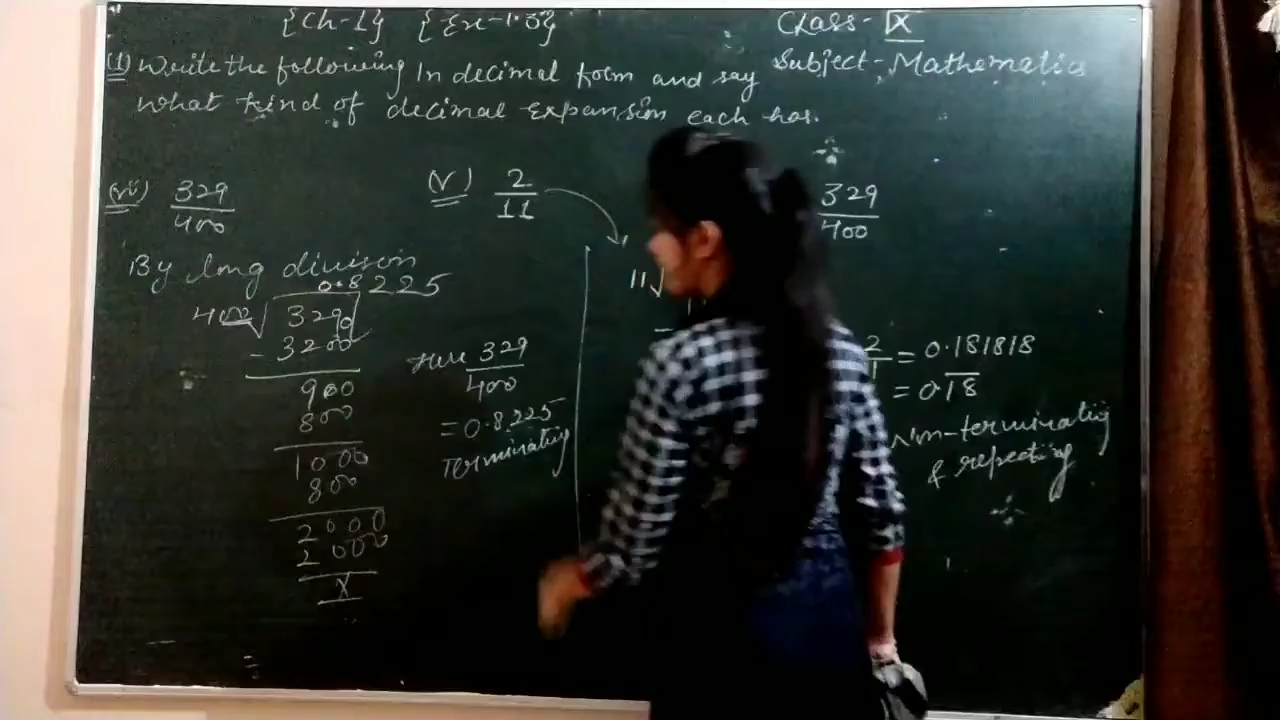 {Ch-1} {Ex-1.3}
Class- IX
Subject- Mathematics
(1) Write the following In decimal form and say
what kind of decimal expansion each has.
(vi) 329/400
By long divison
0.8225
400√3290
-3200
900
800
1000
800
2000
2000
X
Here 329/400
= 0.8225
Terminating
(v) 2/11
11√
329/400
= 0.181818
= 0.18
Non-terminating
& repeating